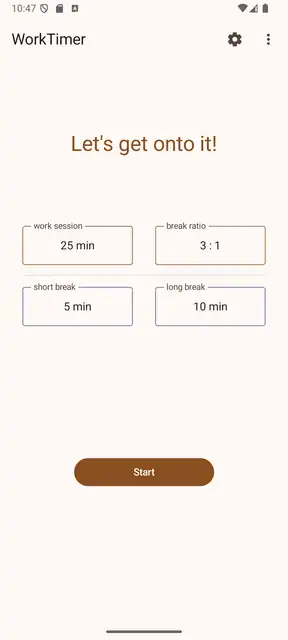 10:47
WorkTimer
Let's get onto it!
work session
25 min
break ratio
3 : 1
short break
5 min
long break
10 min
Start